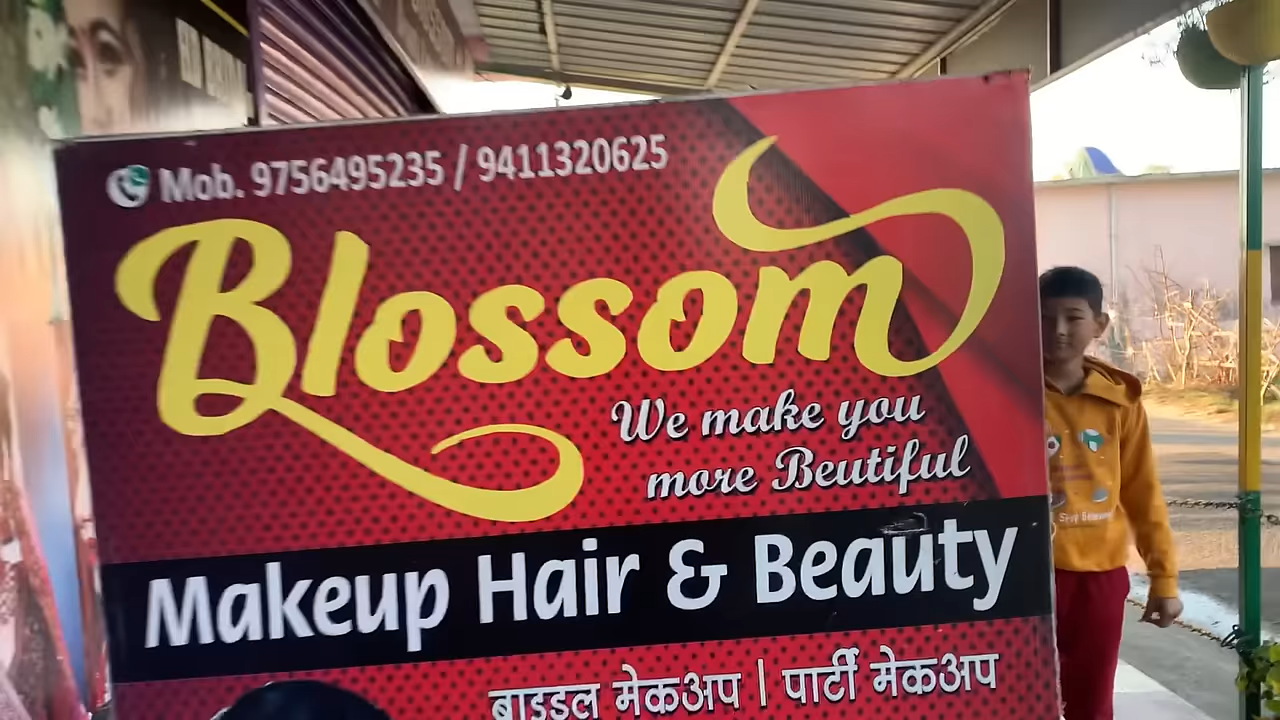 Mob. 9756495235 / 9411320625
Blossom
We make you
more Beutiful
Makeup Hair & Beauty
बाइडल मेकअप | पार्टी मेकअप